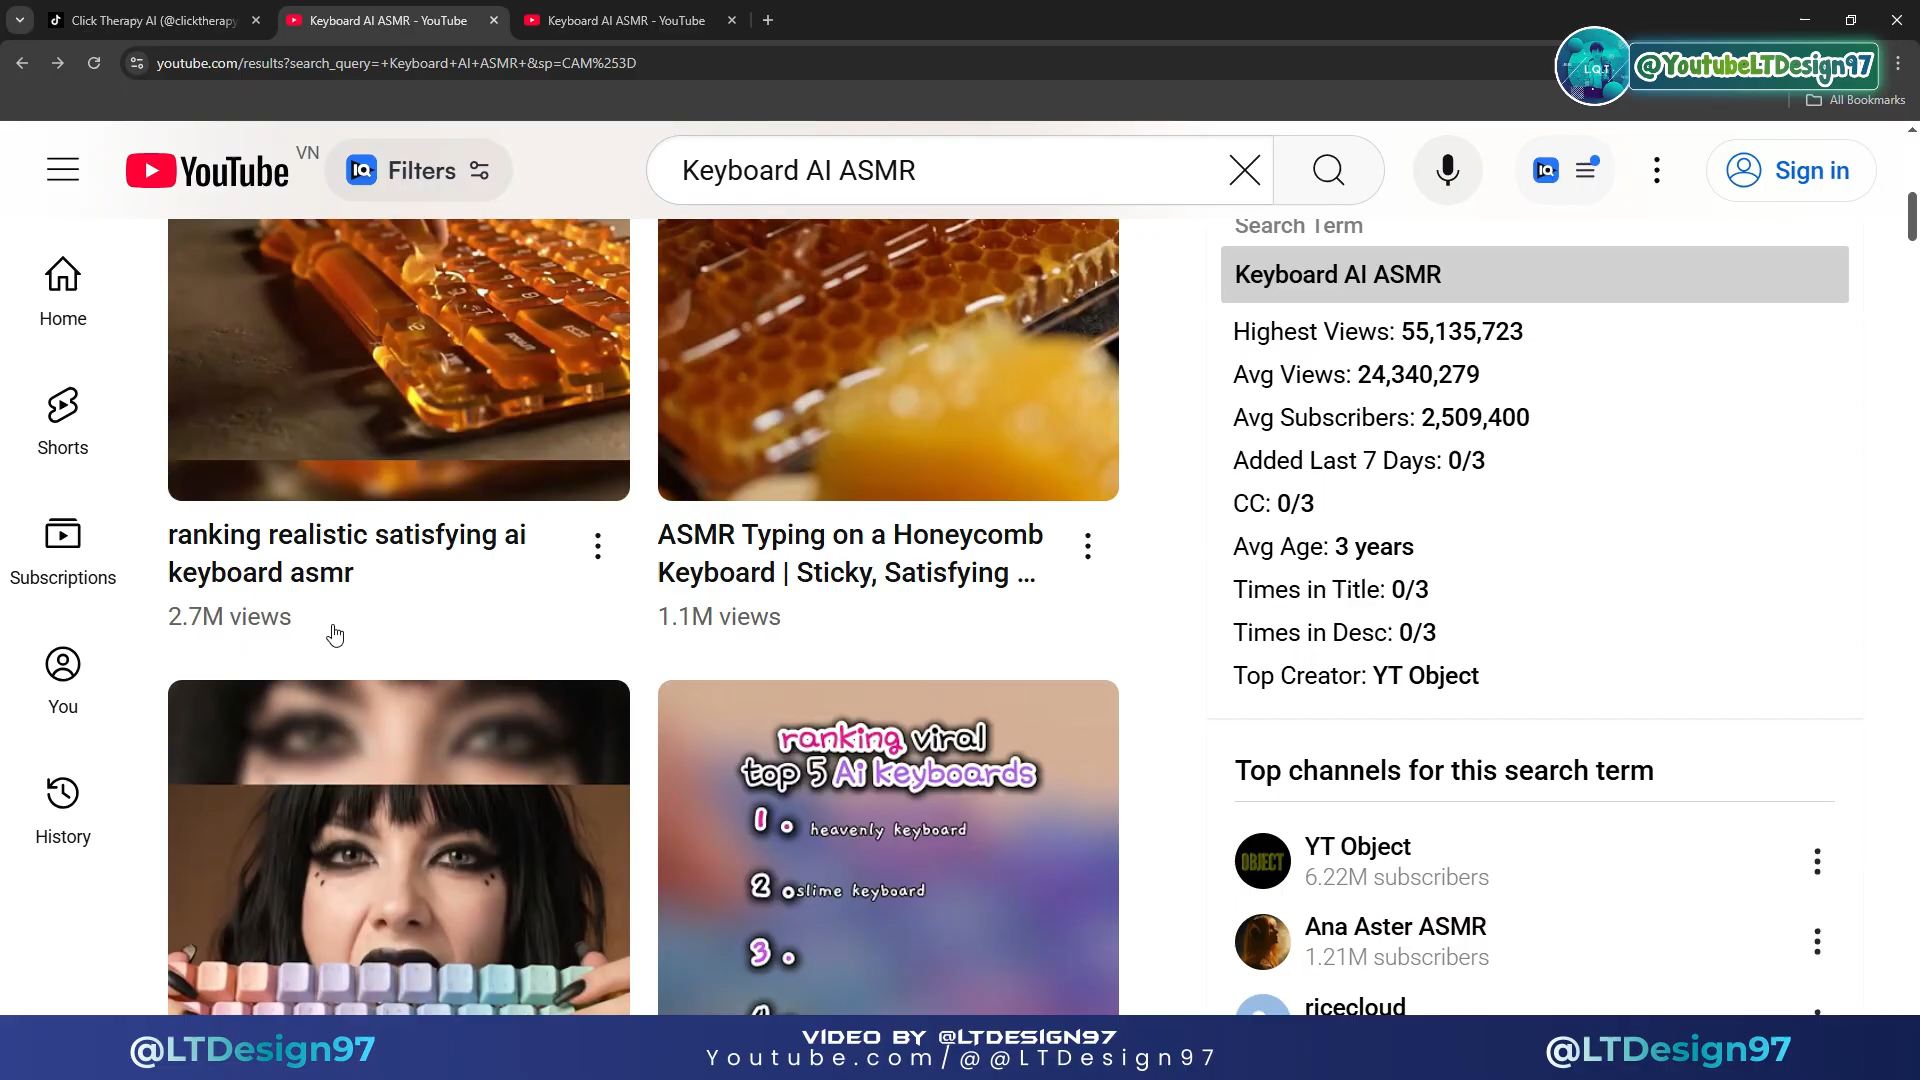 Click Therapy AI (@clicktherapy
Keyboard AI ASMR - YouTube
Keyboard AI ASMR - YouTube
youtube.com/results?search_query=+Keyboard+AI+ASMR+&sp=CAM%253D
L.Q.T
@YoutubeLTDesign97
All Bookmarks
YouTube
VN
IQ
Filters
Keyboard AI ASMR
IQ
Sign in
Home
Shorts
Subscriptions
You
History
ranking realistic satisfying ai
keyboard asmr
2.7M views
ASMR Typing on a Honeycomb
Keyboard | Sticky, Satisfying ...
1.1M views
ranking viral
top 5 Ai keyboards
1. heavenly keyboard
2. slime keyboard
3.
Search Term
Keyboard AI ASMR
Highest Views: 55,135,723
Avg Views: 24,340,279
Avg Subscribers: 2,509,400
Added Last 7 Days: 0/3
CC: 0/3
Avg Age: 3 years
Times in Title: 0/3
Times in Desc: 0/3
Top Creator: YT Object
Top channels for this search term
OBJECT
YT Object
6.22M subscribers
Ana Aster ASMR
1.21M subscribers
ricecloud
@LTDesign97
VIDEO BY @LTDESIGN97
Youtube.com/@@LTDesign97
@LTDesign97